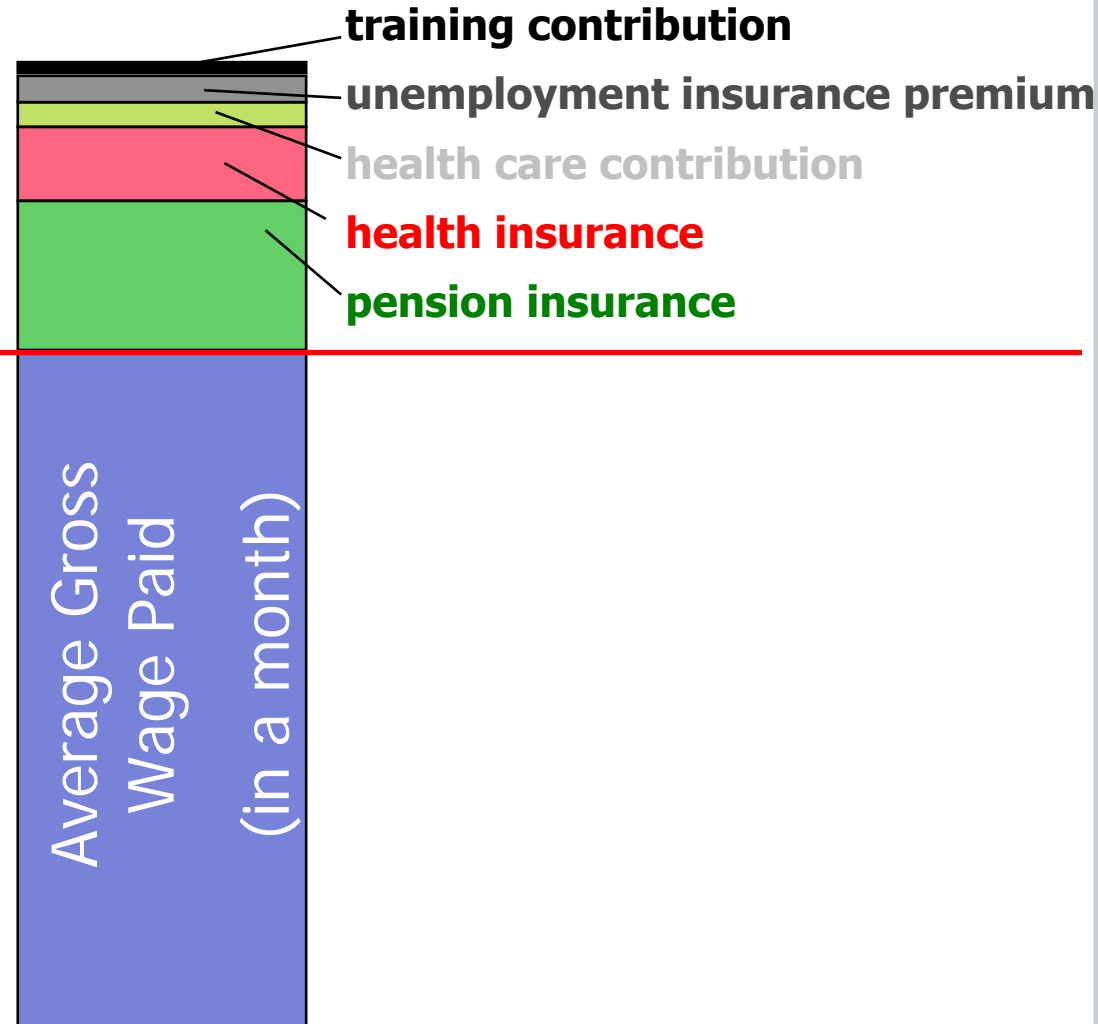 training contribution
unemployment insurance premium
health care contribution
health insurance
pension insurance
Average Gross
Wage Paid
(in a month)